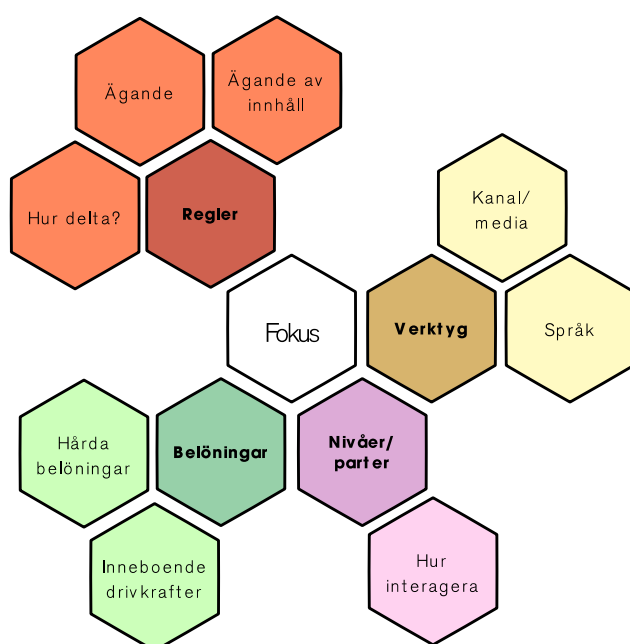 Ägande
Ägande av
innhåll
Hur delta?
Regler
Kanal/
media
Fokus
Verktyg
Språk
Hårda
belöningar
Belöningar
Nivåer/
parter
Inneboende
drivkrafter
Hur
interagera